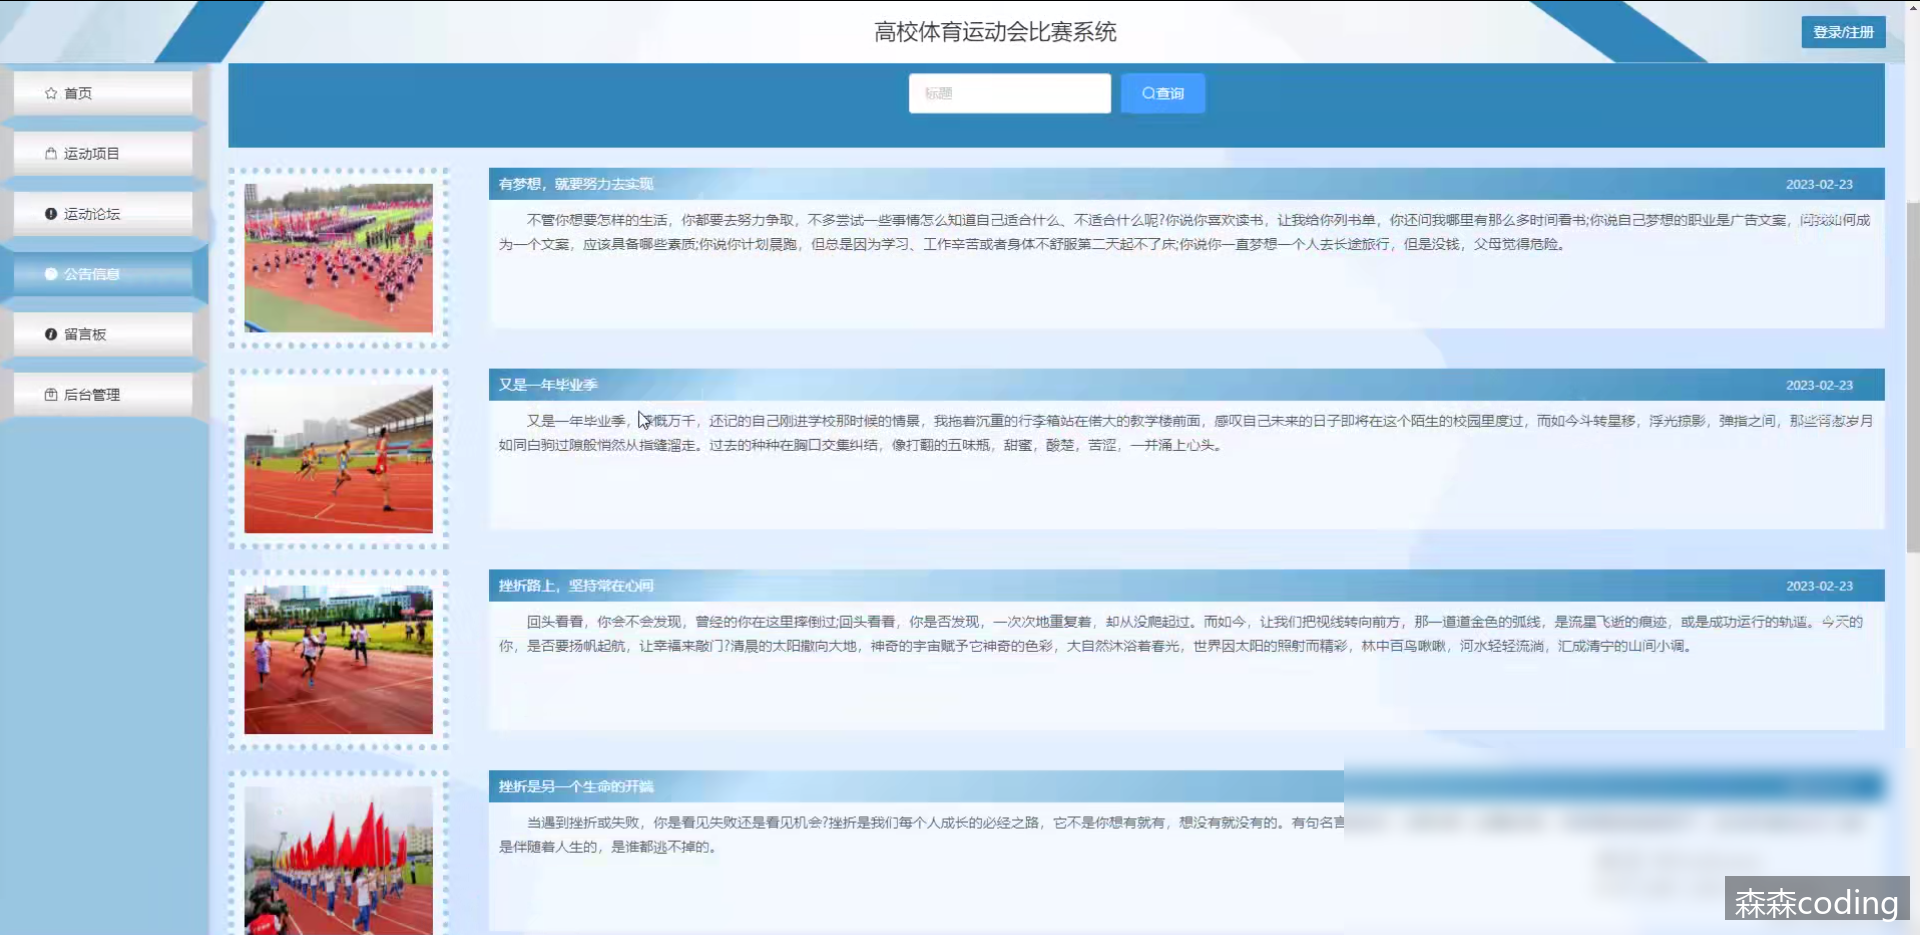 高校体育运动会比赛系统
登录/注册
首页
运动项目
运动论坛
公告信息
留言板
后台管理
标题
查询
有梦想，就要努力去实现
2023-02-23
不管你想要怎样的生活，你都要去努力争取，不多尝试一些事情怎么知道自己适合什么、不适合什么呢?你说你喜欢读书，让我给你列书单，你还问我哪里有那么多时间看书;你说自己梦想的职业是广告文案，问我如何成
为一个文案，应该具备哪些素质;你说你计划晨跑，但总是因为学习、工作辛苦或者身体不舒服第二天起不了床;你说你一直梦想一个人去长途旅行，但是没钱，父母觉得危险。
又是一年毕业季
2023-02-23
又是一年毕业季，慨万千，还记的自己刚进学校那时候的情景，我拖着沉重的行李箱站在偌大的教学楼前面，感叹自己未来的日子即将在这个陌生的校园里度过，而如今斗转星移，浮光掠影，弹指之间，那些青葱岁月
如同白驹过隙般悄然从指缝溜走。过去的种种在胸口交集纠结，像打翻的五味瓶，甜蜜，酸楚，苦涩，一并涌上心头。
挫折路上，坚持常在心间
2023-02-23
回头看看，你会不会发现，曾经的你在这里摔倒过;回头看看，你是否发现，一次次地重复着，却从没爬起过。而如今，让我们把视线转向前方，那一道道金色的弧线，是流星飞逝的痕迹，或是成功运行的轨道。今天的
你，是否要扬帆起航，让幸福来敲门?清晨的太阳撒向大地，神奇的宇宙赋予它神奇的色彩，大自然沐浴着春光，世界因太阳的照射而精彩，林中百鸟啾啾，河水轻轻流淌，汇成清宁的山间小调。
挫折是另一个生命的开端
当遇到挫折或失败，你是看见失败还是看见机会?挫折是我们每个人成长的必经之路，它不是你想有就有，想没有就没有的。有句名言
是伴随着人生的，是谁都逃不掉的。
森森coding